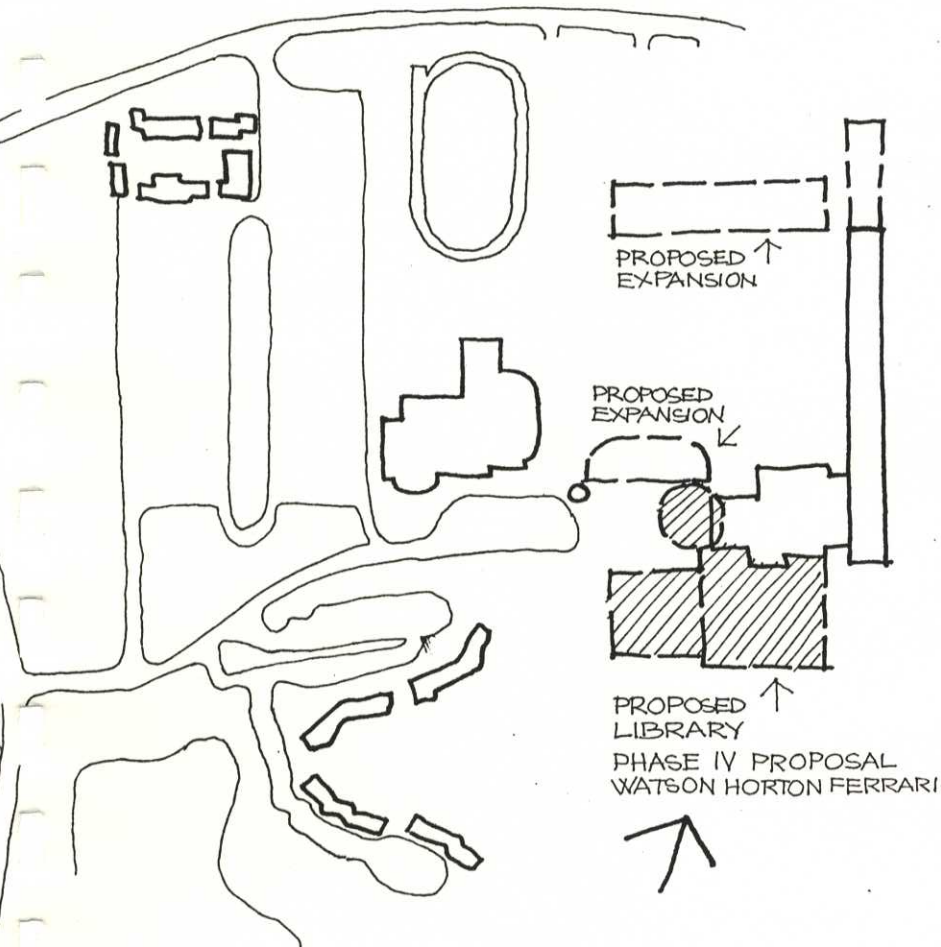 PROPOSED
EXPANSION
PROPOSED
EXPANSION
PROPOSED
LIBRARY
PHASE IV PROPOSAL
WATSON HORTON FERRARI